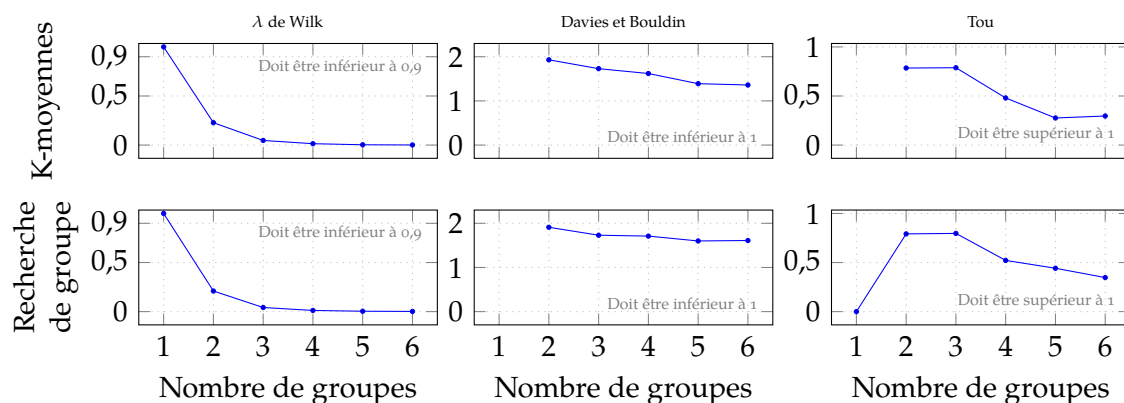 λ de Wilk
Davies et Bouldin
Tou
K-moyennes
0,9
0,5
0
Doit être inférieur à 0,9
2
1
0
Doit être inférieur à 1
1
0,5
0
Doit être supérieur à 1
Recherche
de groupe
0,9
0,5
0
Doit être inférieur à 0,9
1 2 3 4 5 6
Nombre de groupes
2
1
0
Doit être inférieur à 1
1 2 3 4 5 6
Nombre de groupes
1
0,5
0
Doit être supérieur à 1
1 2 3 4 5 6
Nombre de groupes